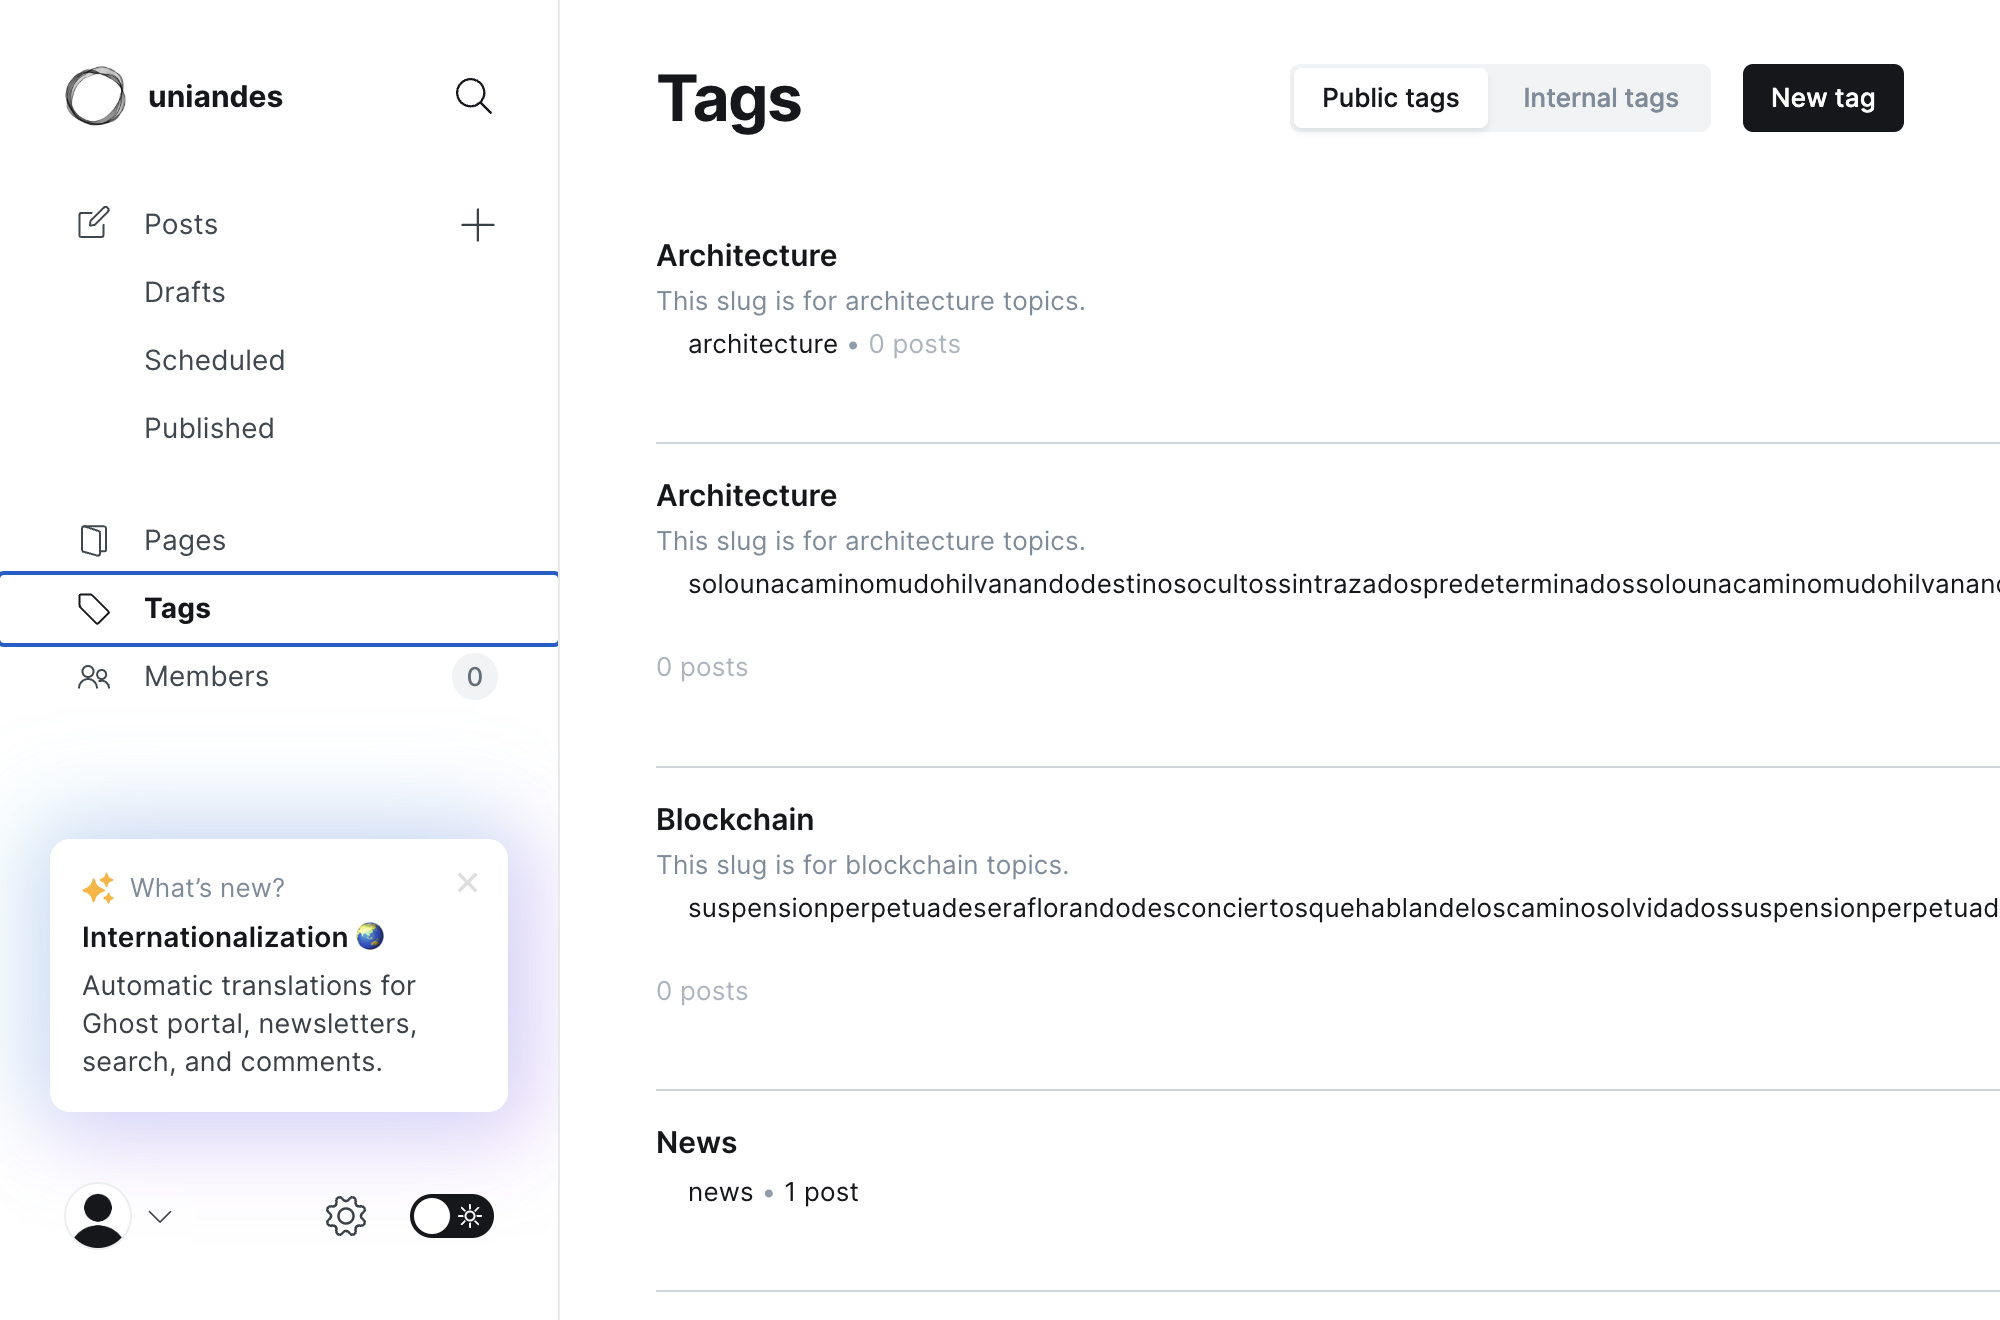 uniandes
Posts
Drafts
Scheduled
Published
Pages
Tags
Members 0
What's new?
Internationalization 🌏
Automatic translations for
Ghost portal, newsletters,
search, and comments.
Tags
Public tags Internal tags New tag
Architecture
This slug is for architecture topics.
architecture • 0 posts
Architecture
This slug is for architecture topics.
solounacaminomudohilvanandodestinosocultossintrazadospredeterminadossolounacaminomudohilvanand
0 posts
Blockchain
This slug is for blockchain topics.
suspensionperpetuadeseraflorandodesconciertosquehablandeloscaminosolvidadossuspensionperpetuad
0 posts
News
news • 1 post